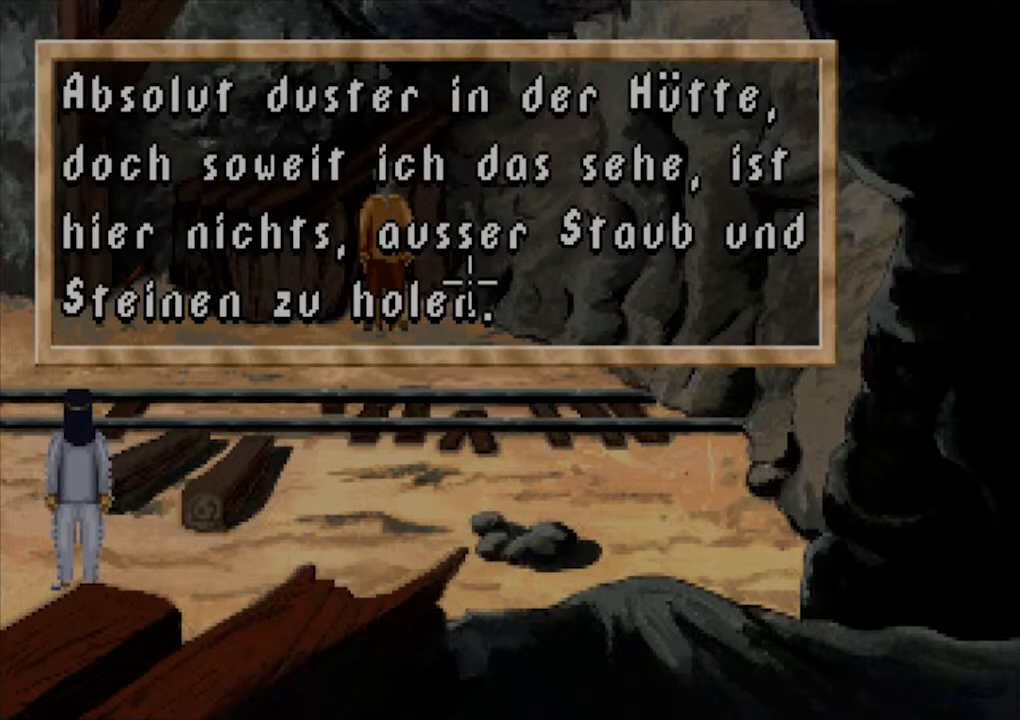 Absolut duster in der Hütte,
doch soweit ich das sehe, ist
hier nichts, ausser Staub und
Steinen zu holen.